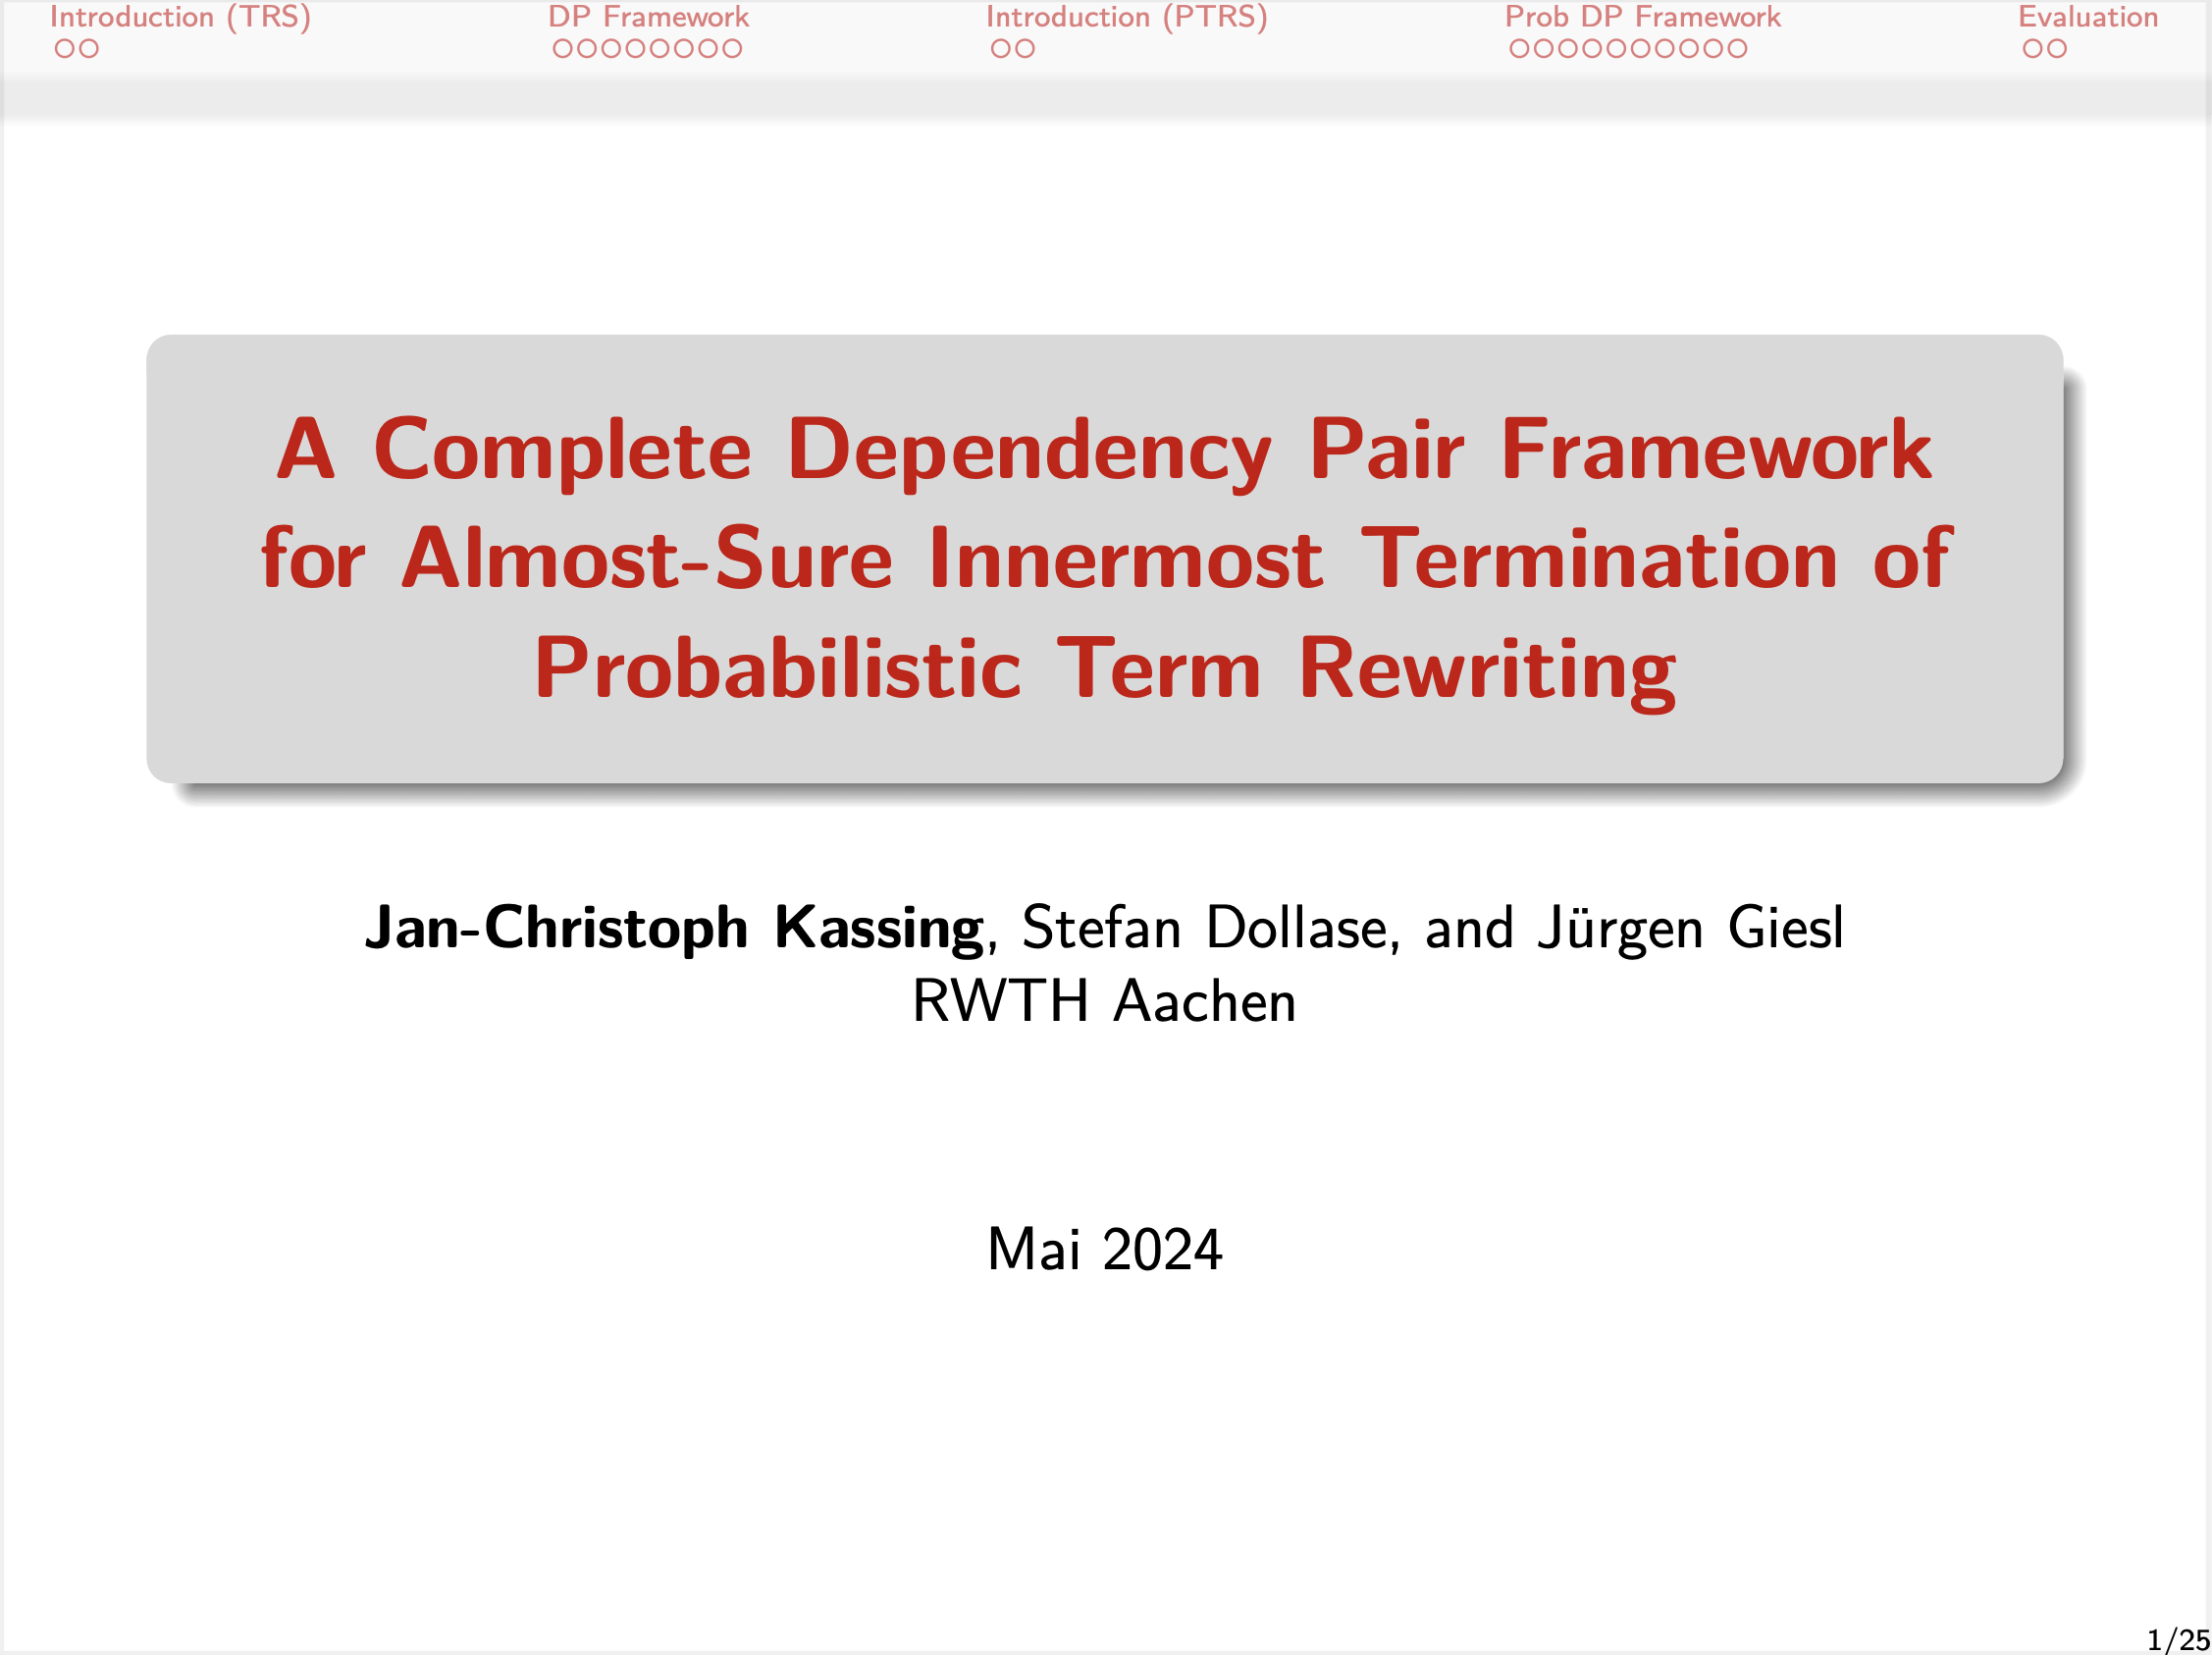 Introduction (TRS) DP Framework Introduction (PTRS) Prob DP Framework Evaluation
A Complete Dependency Pair Framework
for Almost-Sure Innermost Termination of
Probabilistic Term Rewriting
Jan-Christoph Kassing, Stefan Dollase, and Jürgen Giesl
RWTH Aachen
Mai 2024
1/25